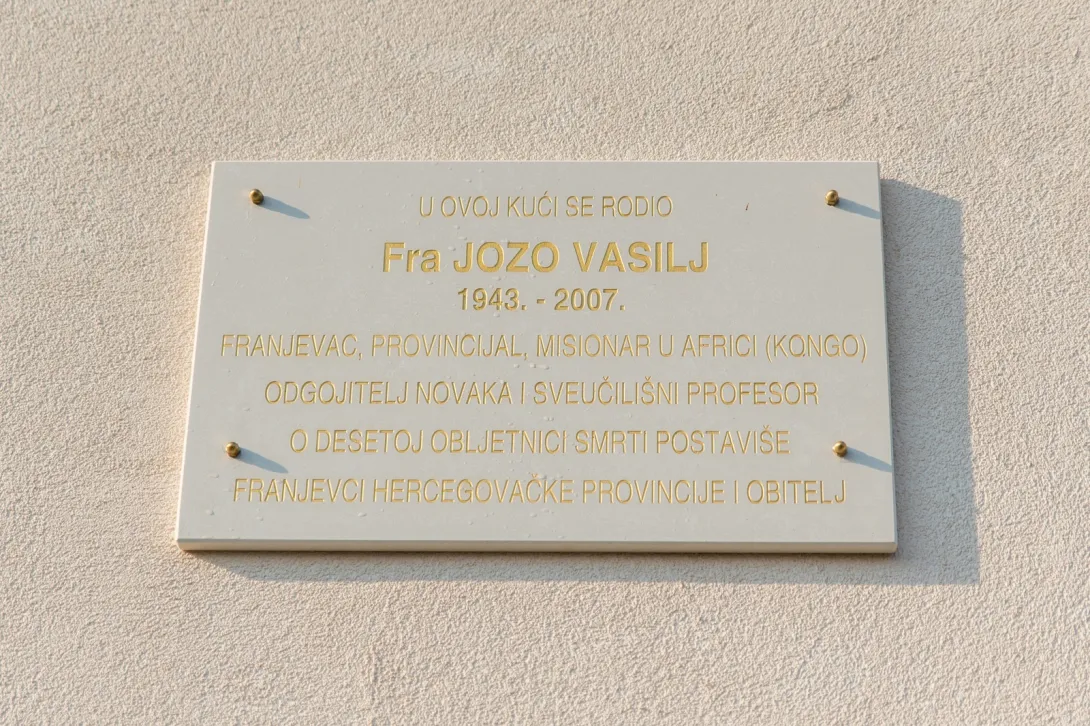 U OVOJ KUĆI SE RODIO
Fra JOZO VASILJ
1943. - 2007.
FRANJEVAC, PROVINCIJAL, MISIONAR U AFRICI (KONGO)
ODGOJITELJ NOVAKA I SVEUČILIŠNI PROFESOR
O DESETOJ OBLJETNICI SMRTI POSTAVIŠE
FRANJEVCI HERCEGOVAČKE PROVINCIJE I OBITELJ